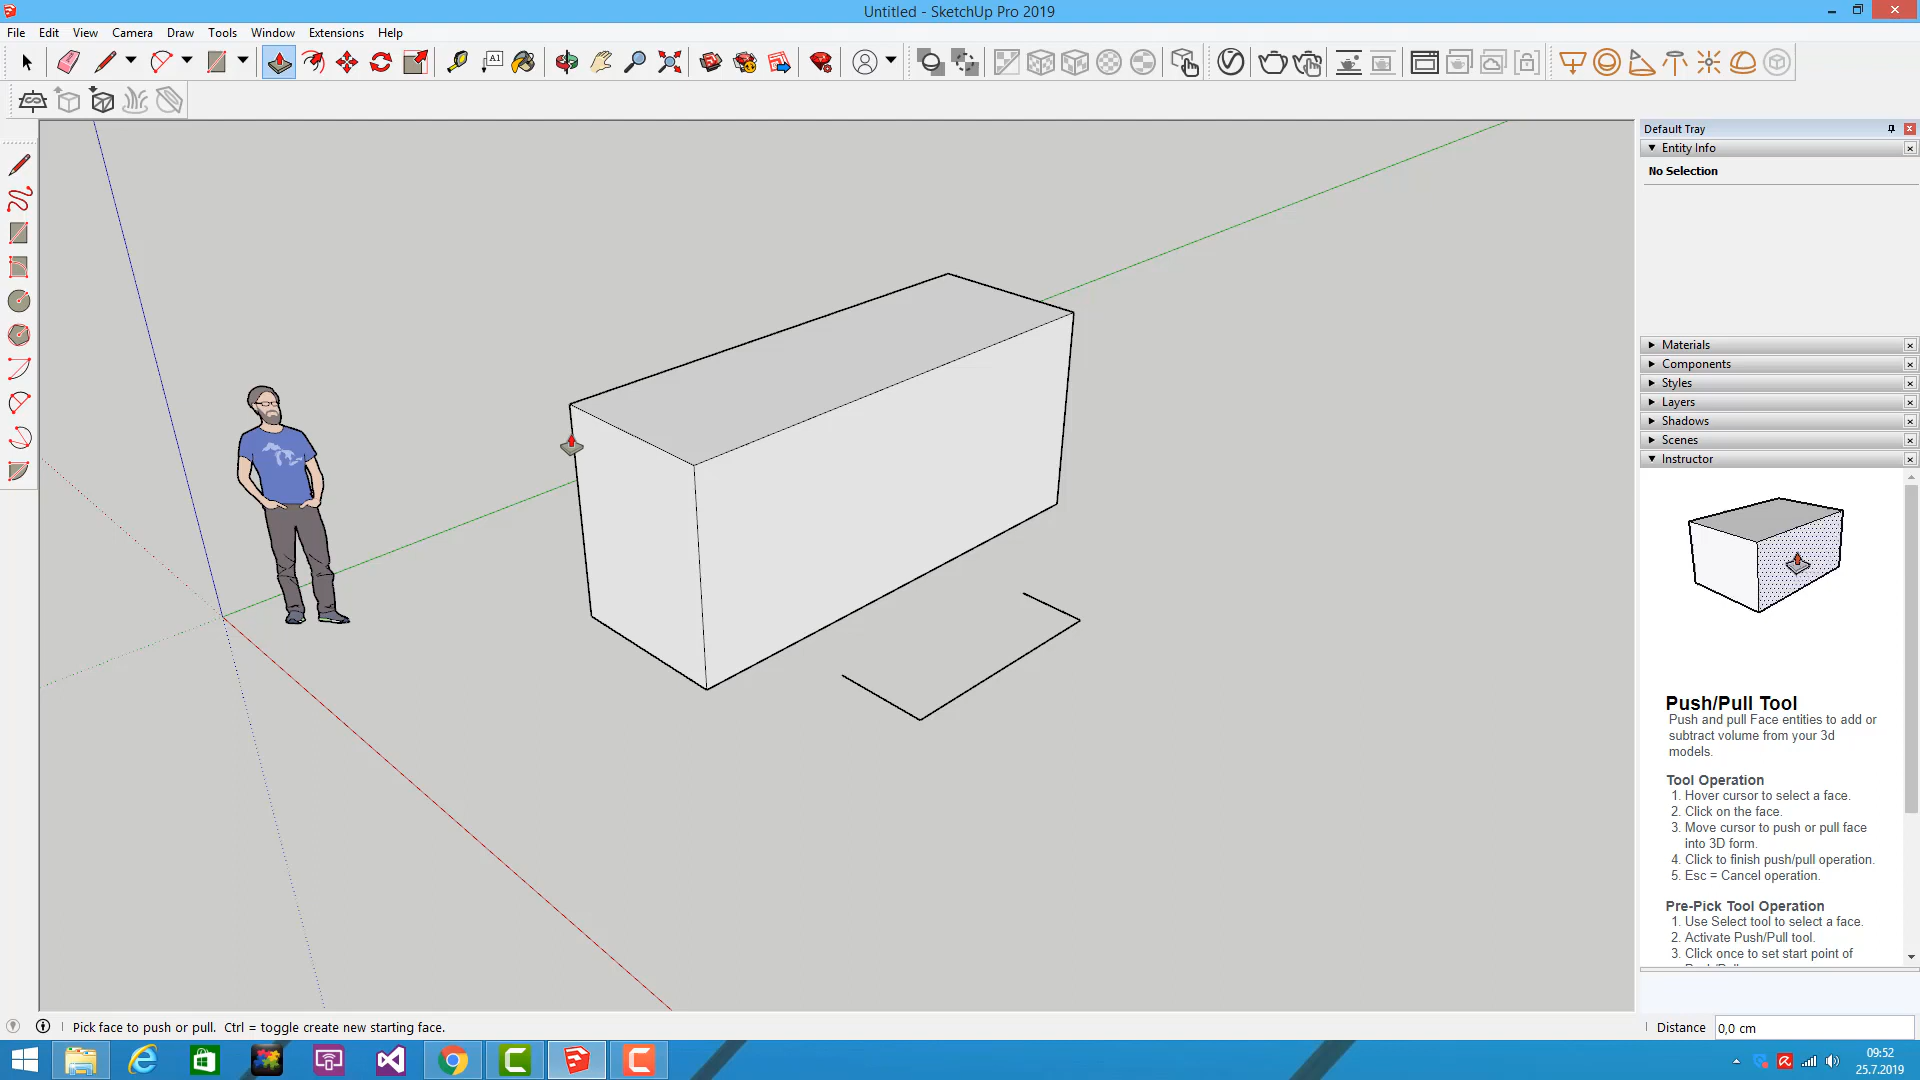 Untitled - SketchUp Pro 2019
File Edit View Camera Draw Tools Window Extensions Help
A1
Default Tray
Entity Info
No Selection
Materials
Components
Styles
Layers
Shadows
Scenes
Instructor
Push/Pull Tool
Push and pull Face entities to add or
subtract volume from your 3d
models.
Tool Operation
1. Hover cursor to select a face.
2. Click on the face.
3. Move cursor to push or pull face
into 3D form.
4. Click to finish push/pull operation.
5. Esc = Cancel operation.
Pre-Pick Tool Operation
1. Use Select tool to select a face.
2. Activate Push/Pull tool.
3. Click once to set start point of
Pick face to push or pull. Ctrl = toggle create new starting face.
Distance 0,0 cm
09:52
25.7.2019